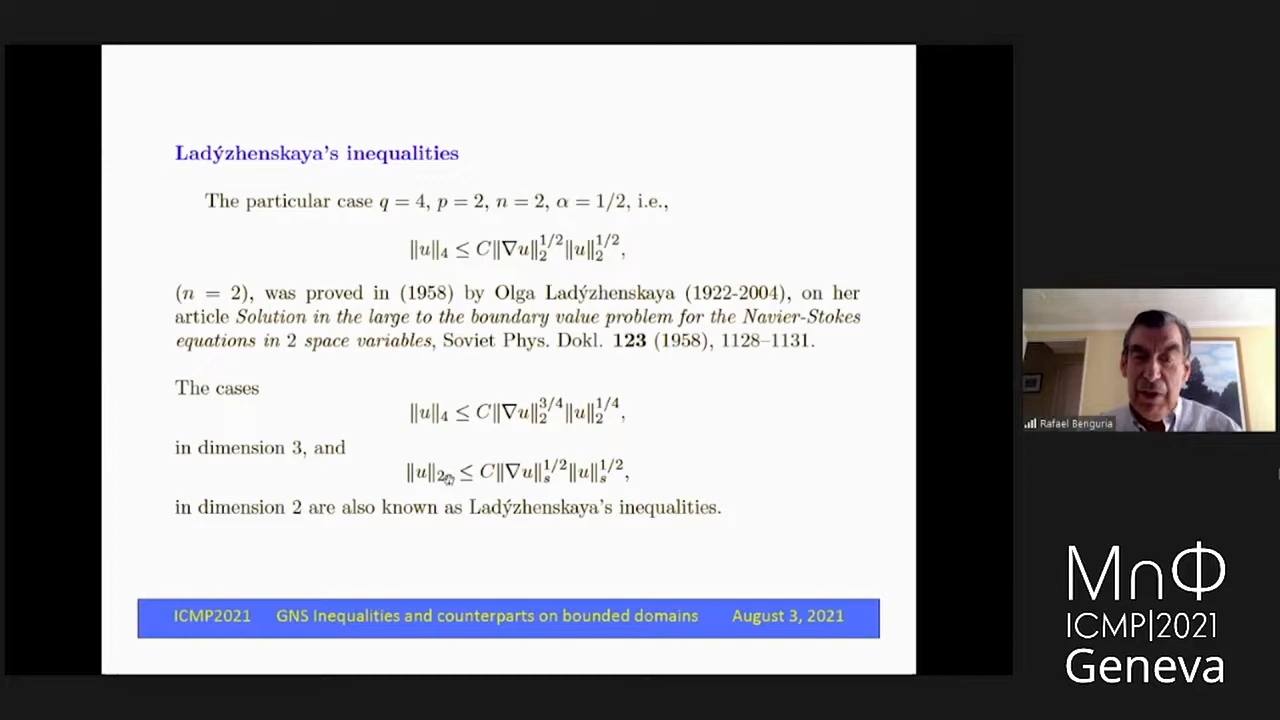 Ladýzhenskaya's inequalities
The particular case q = 4, p = 2, n = 2, α = 1/2, i.e.,
‖u‖₄ ≤ C‖∇u‖₂^{1/2}‖u‖₂^{1/2},
(n = 2), was proved in (1958) by Olga Ladýzhenskaya (1922-2004), on her
article Solution in the large to the boundary value problem for the Navier-Stokes
equations in 2 space variables, Soviet Phys. Dokl. 123 (1958), 1128–1131.
The cases
‖u‖₄ ≤ C‖∇u‖₂^{3/4}‖u‖₂^{1/4},
in dimension 3, and
‖u‖₂ ≤ C‖∇u‖ₛ^{1/2}‖u‖ₛ^{1/2},
in dimension 2 are also known as Ladýzhenskaya's inequalities.
ICMP2021 GNS Inequalities and counterparts on bounded domains August 3, 2021
Rafael Benguria
M∩Φ
ICMP|2021
Geneva